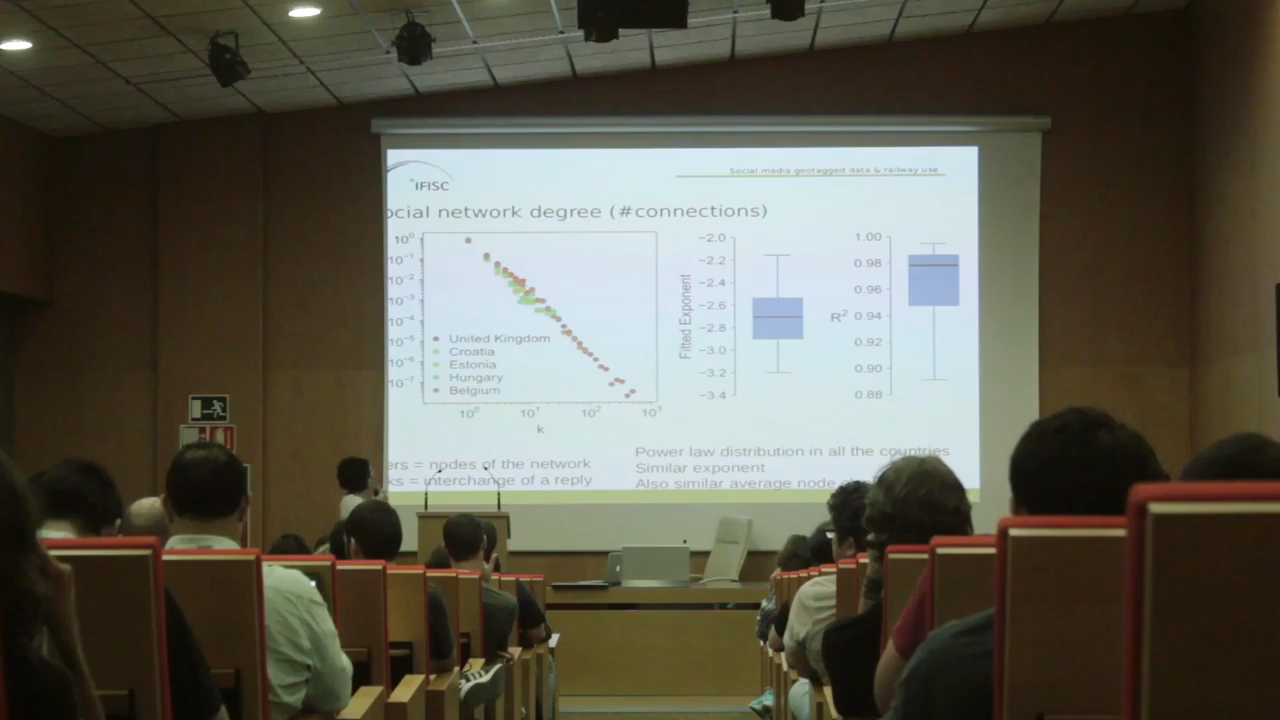 IFISC
Social media geotagged data & railway use
ocial network degree (#connections)
10⁰
10⁻¹
10⁻²
10⁻³
10⁻⁴
10⁻⁵
10⁻⁶
10⁻⁷
United Kingdom
Croatia
Estonia
Hungary
Belgium
10⁰ 10¹ 10² 10³
k
Fitted Exponent
−2.0
−2.2
−2.4
−2.6
−2.8
−3.0
−3.2
−3.4
R²
1.00
0.98
0.96
0.94
0.92
0.90
0.88
ers = nodes of the network
ks = interchange of a reply
Power law distribution in all the countries
Similar exponent
Also similar average node